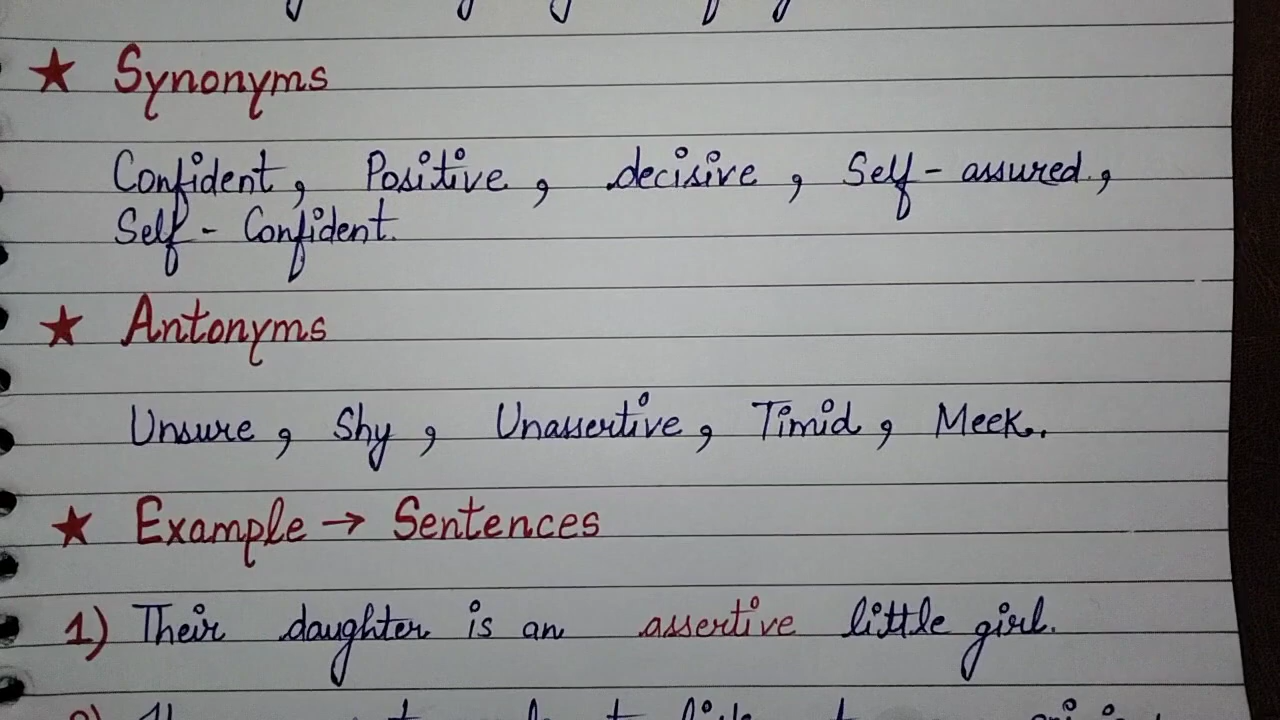 ★ Synonyms
Confident, Positive, decisive, Self-assured,
Self-Confident.
★ Antonyms
Unsure, Shy, Unassertive, Timid, Meek.
★ Example → Sentences
1) Their daughter is an assertive little girl.